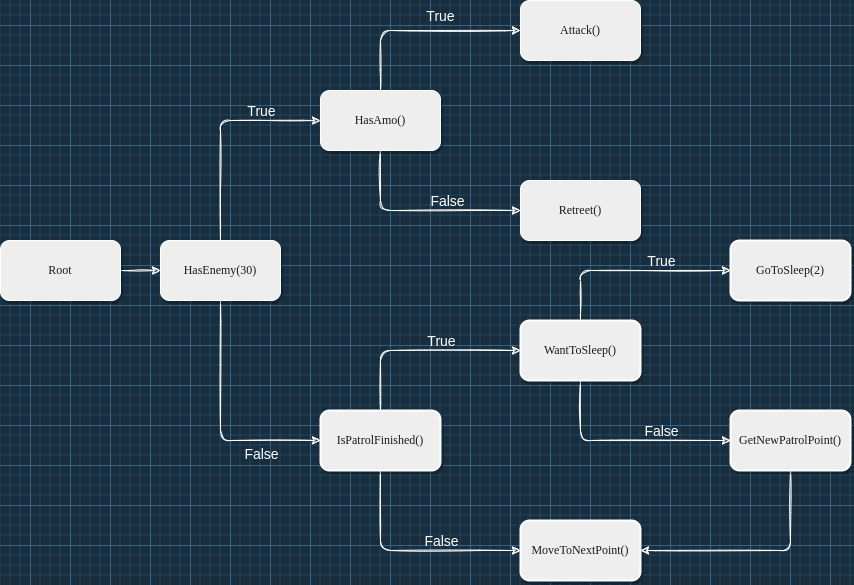 True
Attack()
True
HasAmo()
False
Retreet()
Root
HasEnemy(30)
True
GoToSleep(2)
True
WantToSleep()
False
IsPatrolFinished()
False
GetNewPatrolPoint()
False
MoveToNextPoint()